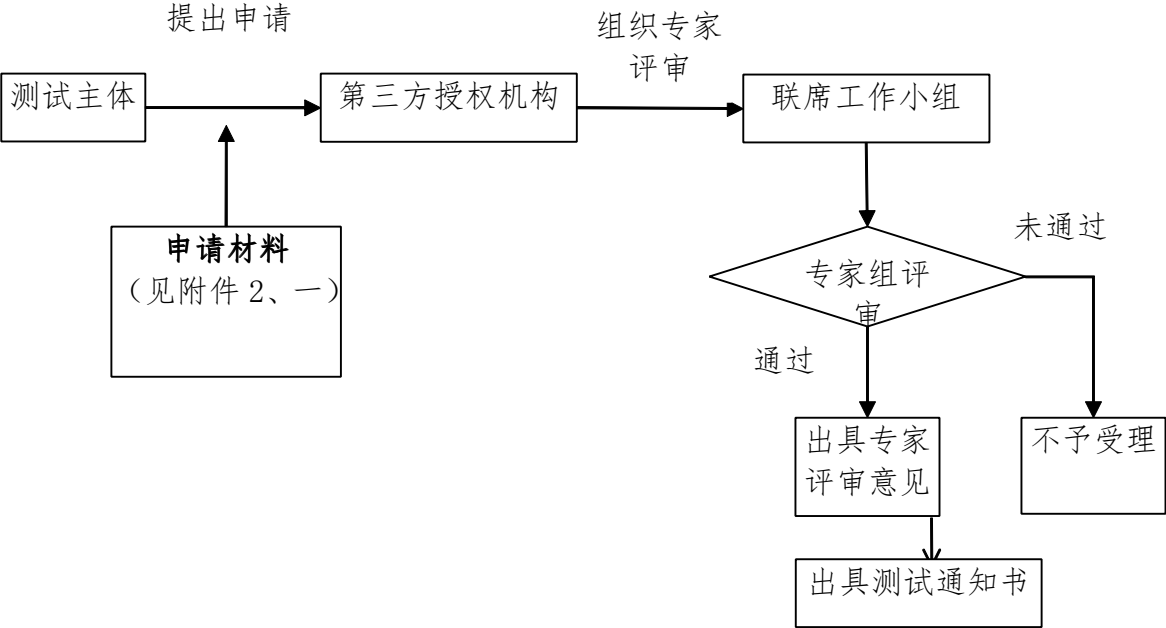 提出申请
组织专家
评审
测试主体
第三方授权机构
联席工作小组
申请材料
（见附件2、一）
未通过
专家组评
审
通过
出具专家
评审意见
不予受理
出具测试通知书